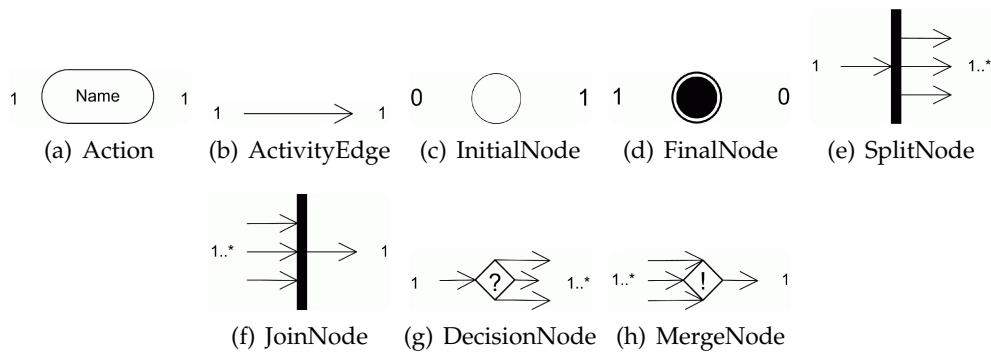 1 Name 1
(a) Action
1 1
(b) ActivityEdge
0 1
(c) InitialNode
1 0
(d) FinalNode
1 1..*
(e) SplitNode
1..* 1
(f) JoinNode
1 ? 1..*
(g) DecisionNode
1..* ! 1
(h) MergeNode